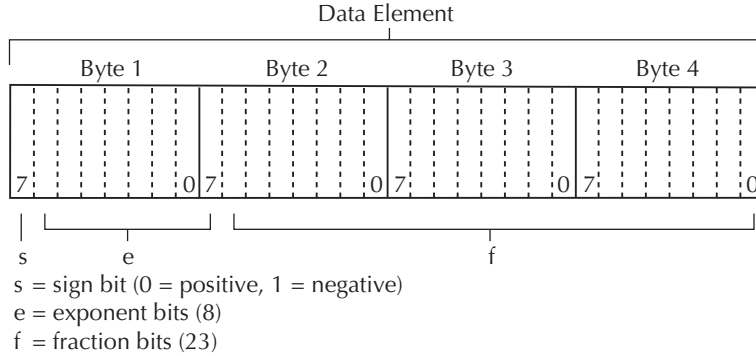 Data Element
Byte 1 Byte 2 Byte 3 Byte 4
7 0 7 0 7 0 7 0
s e f
s = sign bit (0 = positive, 1 = negative)
e = exponent bits (8)
f = fraction bits (23)